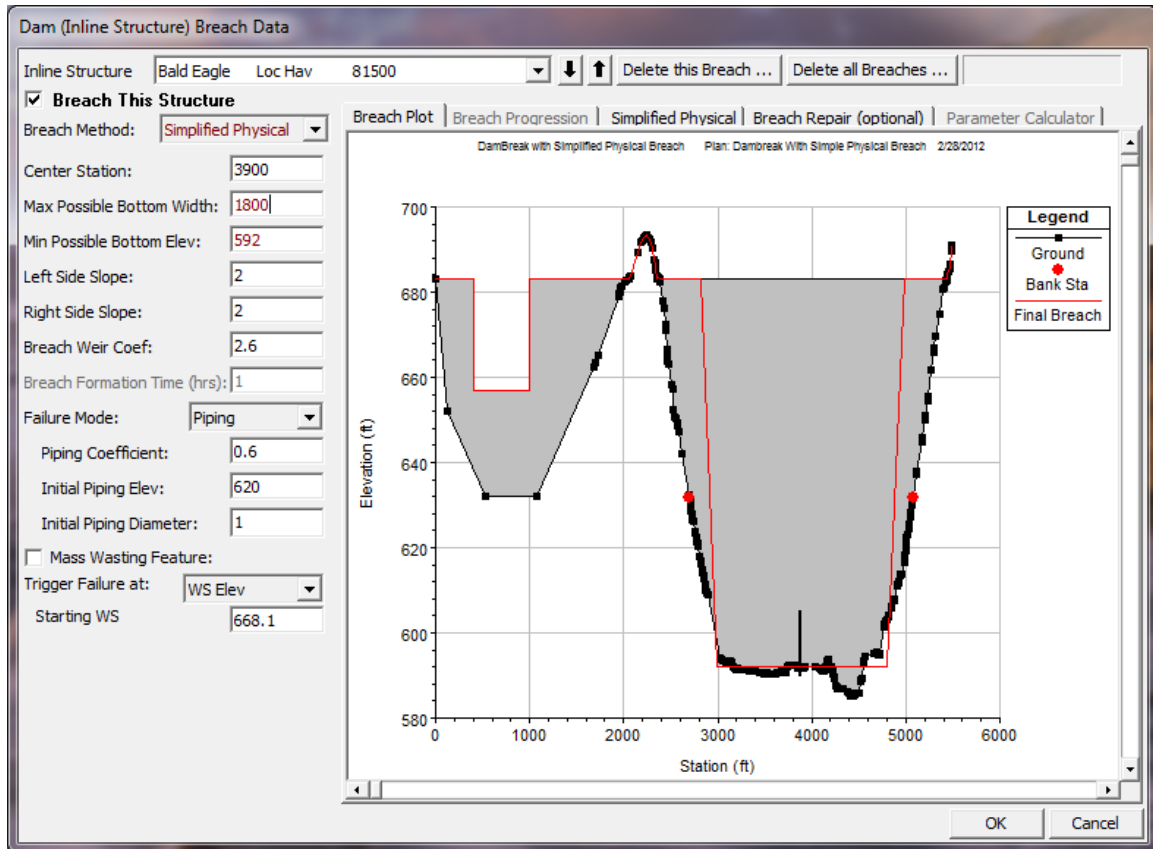 Dam (Inline Structure) Breach Data
Inline Structure Bald Eagle Loc Hav 81500 Delete this Breach ... Delete all Breaches ...
Breach This Structure
Breach Method: Simplified Physical
Center Station: 3900
Max Possible Bottom Width: 1800
Min Possible Bottom Elev: 592
Left Side Slope: 2
Right Side Slope: 2
Breach Weir Coef: 2.6
Breach Formation Time (hrs): 1
Failure Mode: Piping
Piping Coefficient: 0.6
Initial Piping Elev: 620
Initial Piping Diameter: 1
Mass Wasting Feature:
Trigger Failure at: WS Elev
Starting WS 668.1
Breach Plot Breach Progression Simplified Physical Breach Repair (optional) Parameter Calculator
DamBreak with Simplified Physical Breach Plan: Dambreak With Simple Physical Breach 2/28/2012
700
680
660
640
620
600
580
Elevation (ft)
0 1000 2000 3000 4000 5000 6000
Station (ft)
Legend
Ground
Bank Sta
Final Breach
OK Cancel